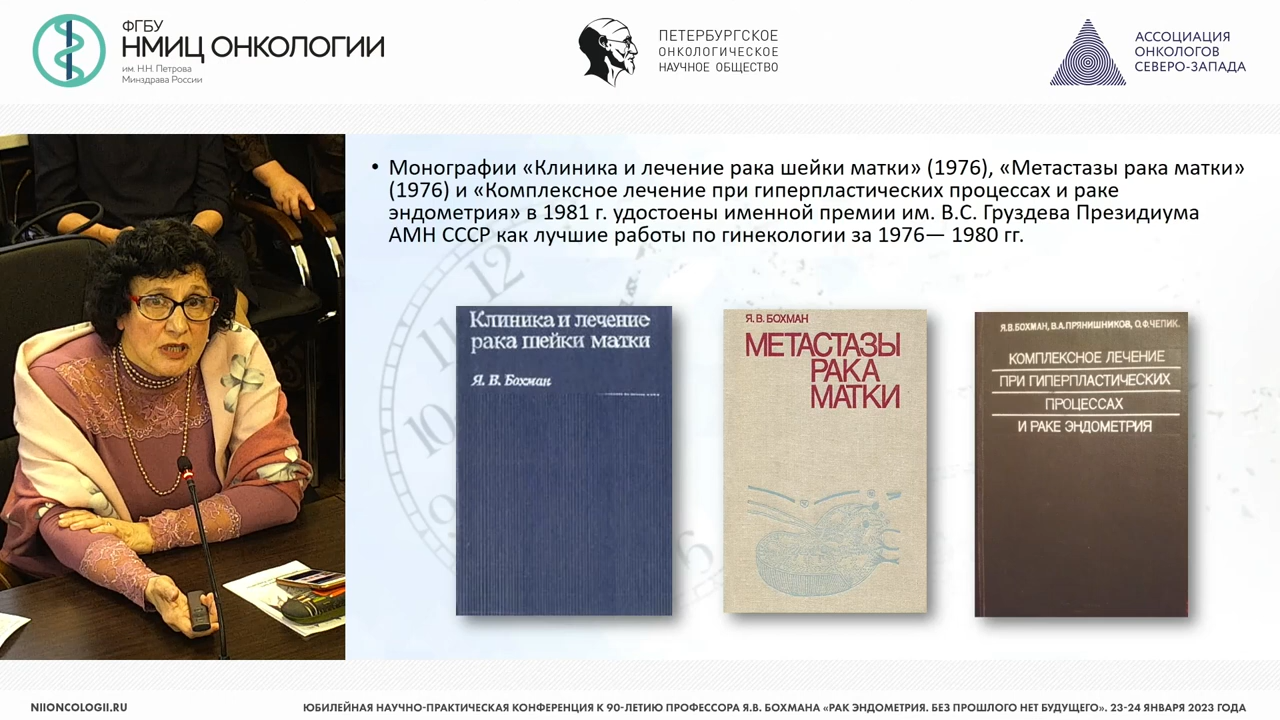 ФГБУ
НМИЦ ОНКОЛОГИИ
им. Н.Н. Петрова
Минздрава России
ПЕТЕРБУРГСКОЕ
ОНКОЛОГИЧЕСКОЕ
НАУЧНОЕ ОБЩЕСТВО
АССОЦИАЦИЯ
ОНКОЛОГОВ
СЕВЕРО-ЗАПАДА
• Монографии «Клиника и лечение рака шейки матки» (1976), «Метастазы рака матки»
(1976) и «Комплексное лечение при гиперпластических процессах и раке
эндометрия» в 1981 г. удостоены именной премии им. В.С. Груздева Президиума
АМН СССР как лучшие работы по гинекологии за 1976— 1980 гг.
12
11
10
Клиника и лечение
рака шейки матки
Я. В. Бохман
Я. В. БОХМАН
МЕТАСТАЗЫ
РАКА
МАТКИ
Я.В.БОХМАН, В.А.ПРЯНИШНИКОВ, О.Ф.ЧЕПИК.
КОМПЛЕКСНОЕ ЛЕЧЕНИЕ
ПРИ ГИПЕРПЛАСТИЧЕСКИХ
ПРОЦЕССАХ
И РАКЕ ЭНДОМЕТРИЯ
NIIONCOLOGII.RU
ЮБИЛЕЙНАЯ НАУЧНО-ПРАКТИЧЕСКАЯ КОНФЕРЕНЦИЯ К 90-ЛЕТИЮ ПРОФЕССОРА Я.В. БОХМАНА «РАК ЭНДОМЕТРИЯ. БЕЗ ПРОШЛОГО НЕТ БУДУЩЕГО». 23-24 ЯНВАРЯ 2023 ГОДА